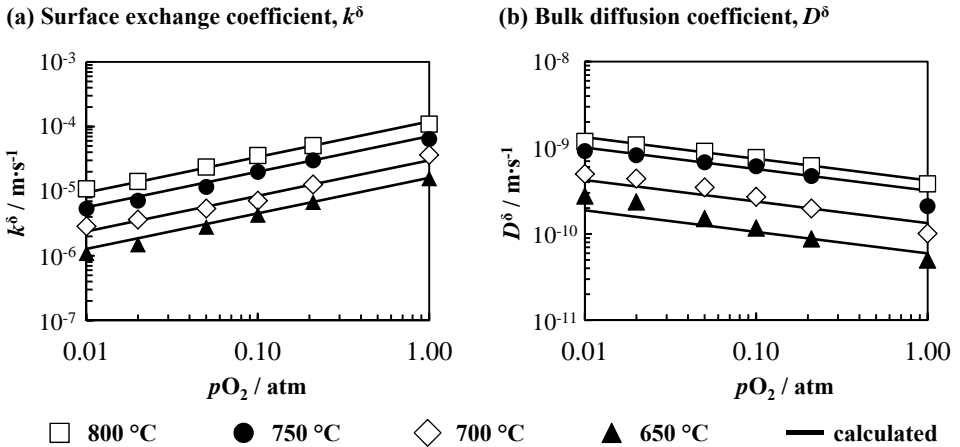 (a) Surface exchange coefficient, kᵟ
(b) Bulk diffusion coefficient, Dᵟ
kᵟ / m·s⁻¹
10⁻³
10⁻⁴
10⁻⁵
10⁻⁶
10⁻⁷
0.01 0.10 1.00
pO₂ / atm
Dᵟ / m·s⁻¹
10⁻⁸
10⁻⁹
10⁻¹⁰
10⁻¹¹
0.01 0.10 1.00
pO₂ / atm
800 °C 750 °C 700 °C 650 °C calculated